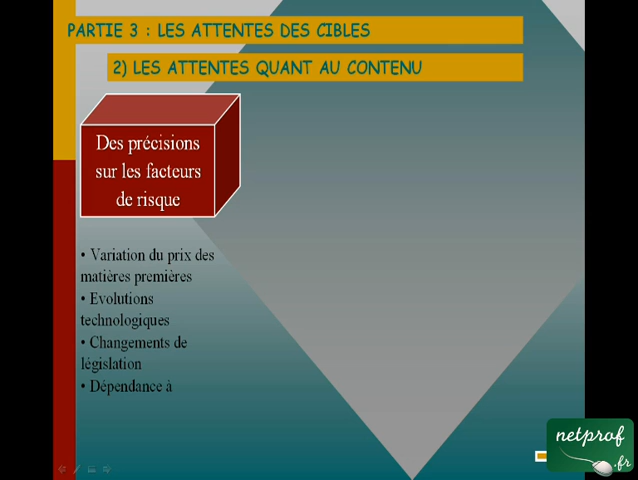 PARTIE 3 : LES ATTENTES DES CIBLES
2) LES ATTENTES QUANT AU CONTENU
Des précisions
sur les facteurs
de risque
• Variation du prix des
matières premières
• Evolutions
technologiques
• Changements de
législation
• Dépendance à
netprof
.fr